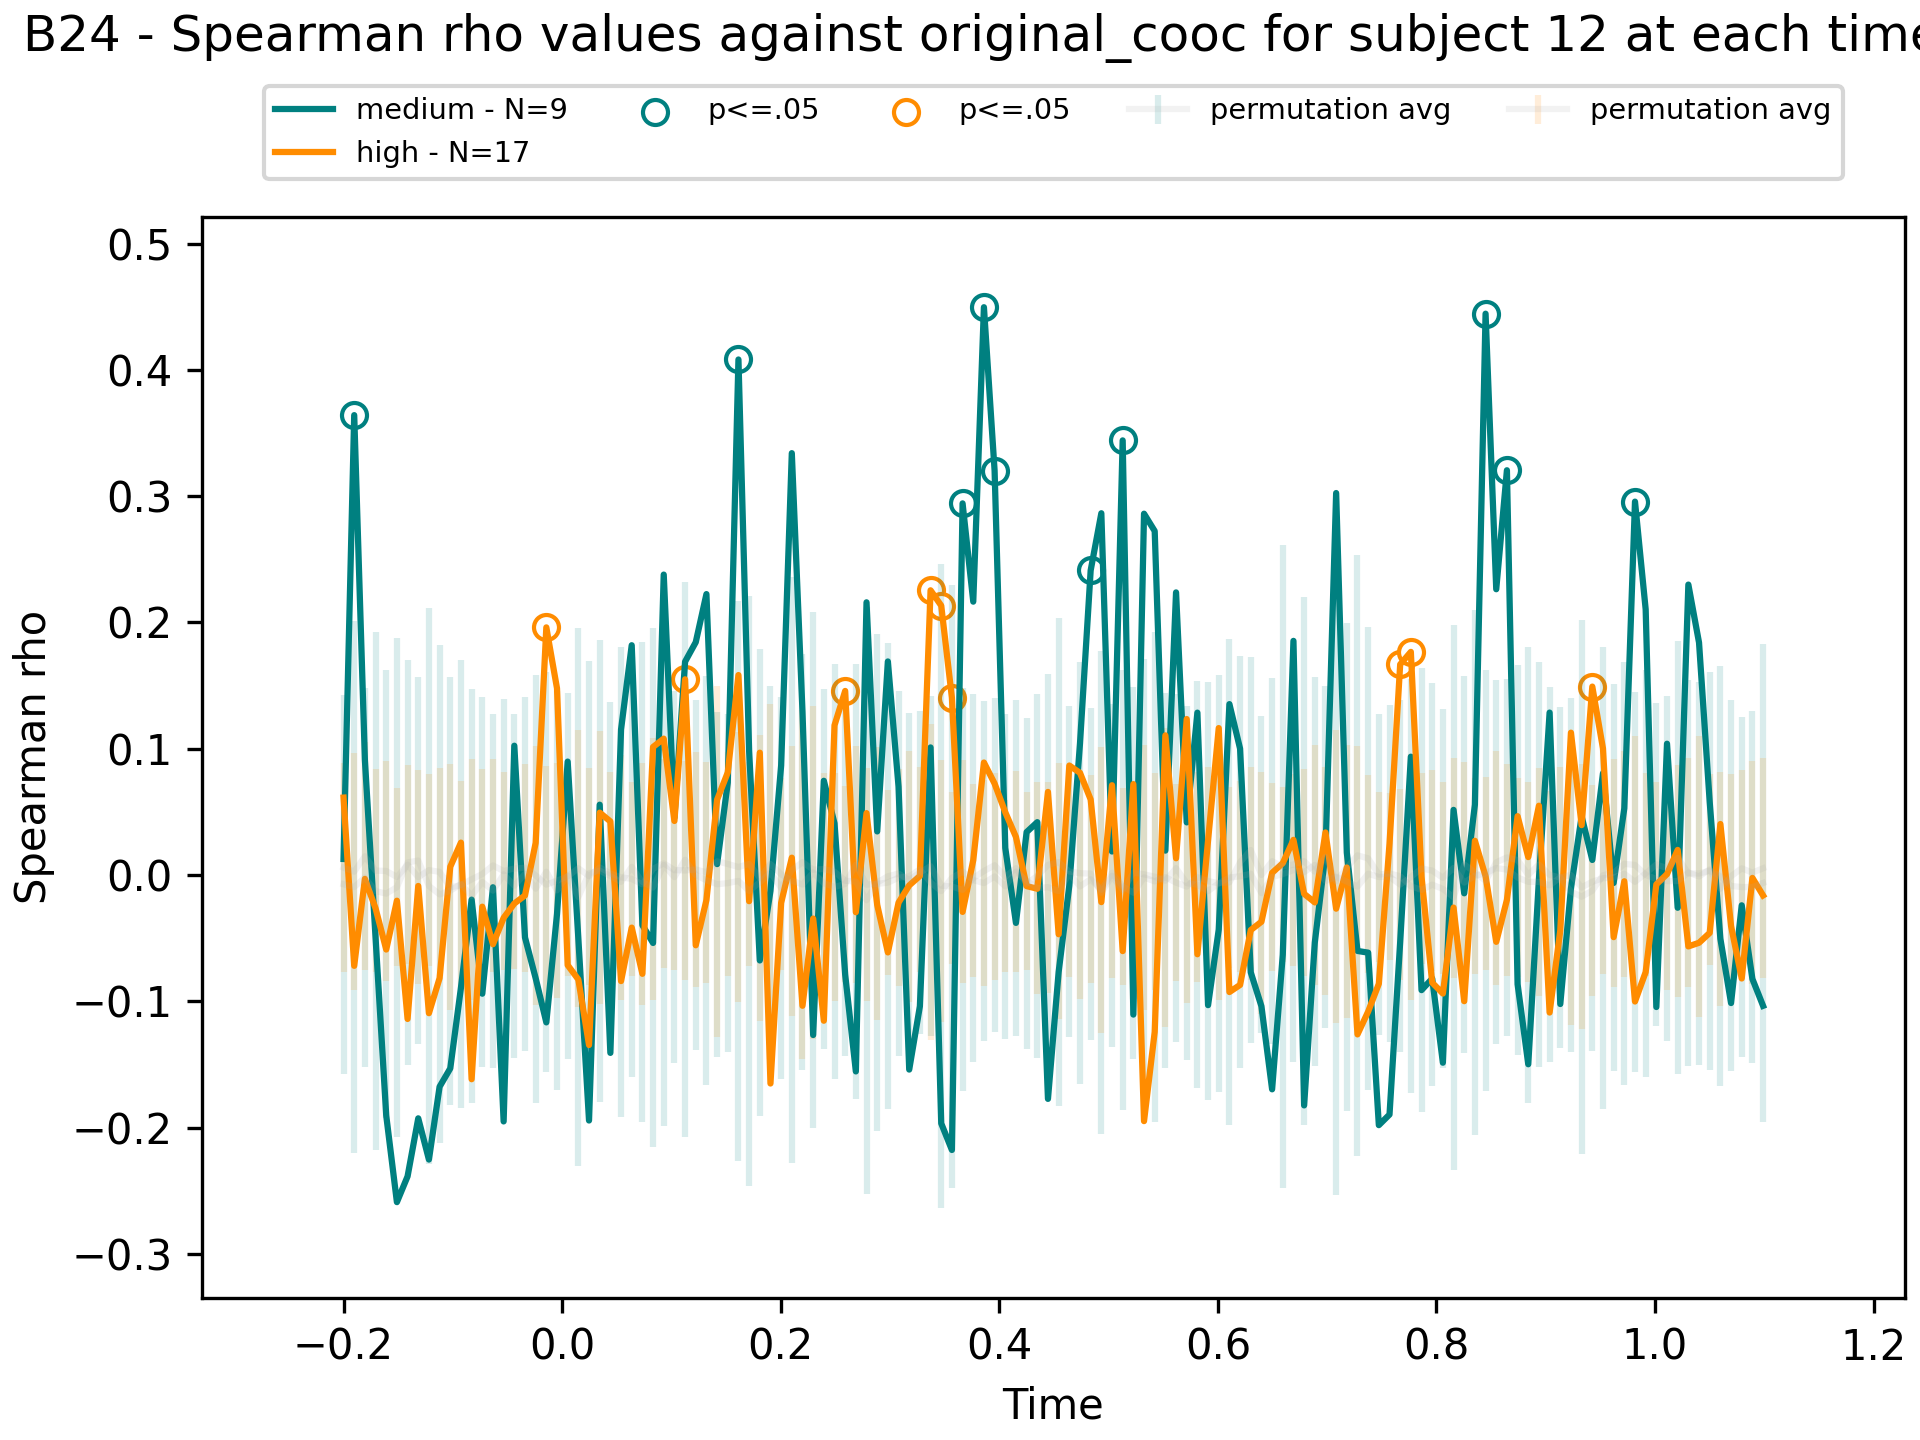 B24 - Spearman rho values against original_cooc for subject 12 at each time
medium - N=9
high - N=17
p<=.05
p<=.05
permutation avg
permutation avg
Spearman rho
0.5
0.4
0.3
0.2
0.1
0.0
−0.1
−0.2
−0.3
−0.2 0.0 0.2 0.4 0.6 0.8 1.0 1.2
Time